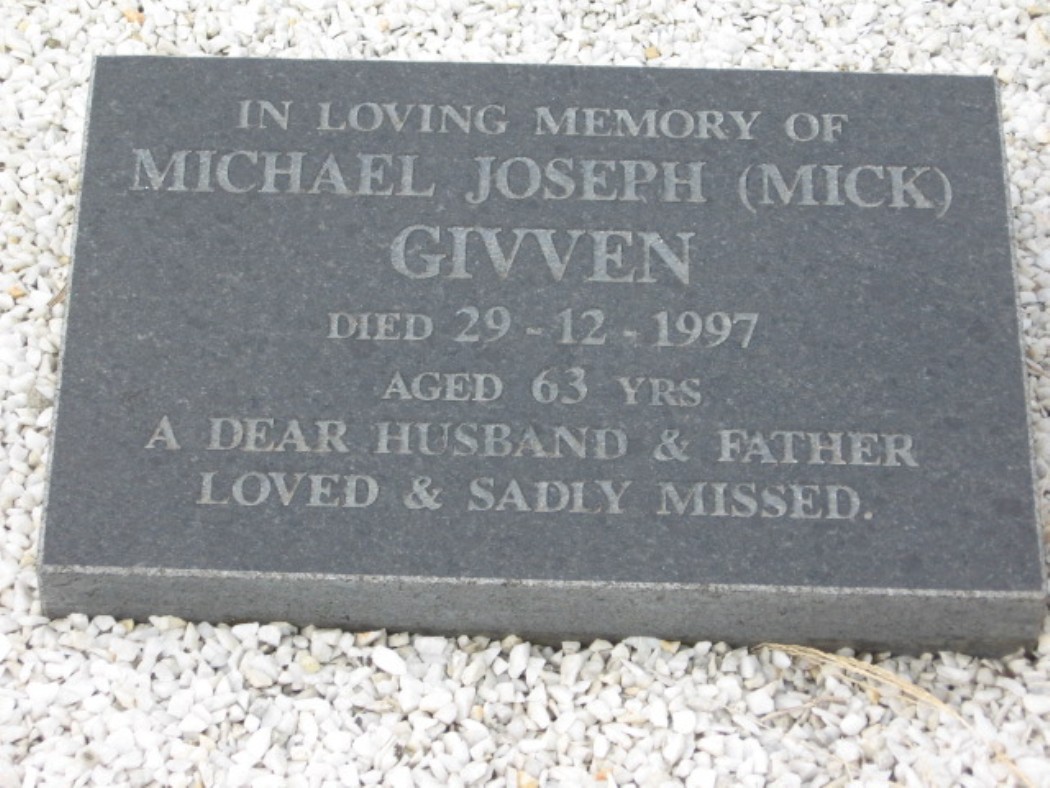 IN LOVING MEMORY OF
MICHAEL JOSEPH (MICK)
GIVVEN
DIED 29-12-1997
AGED 63 YRS
A DEAR HUSBAND & FATHER
LOVED & SADLY MISSED.